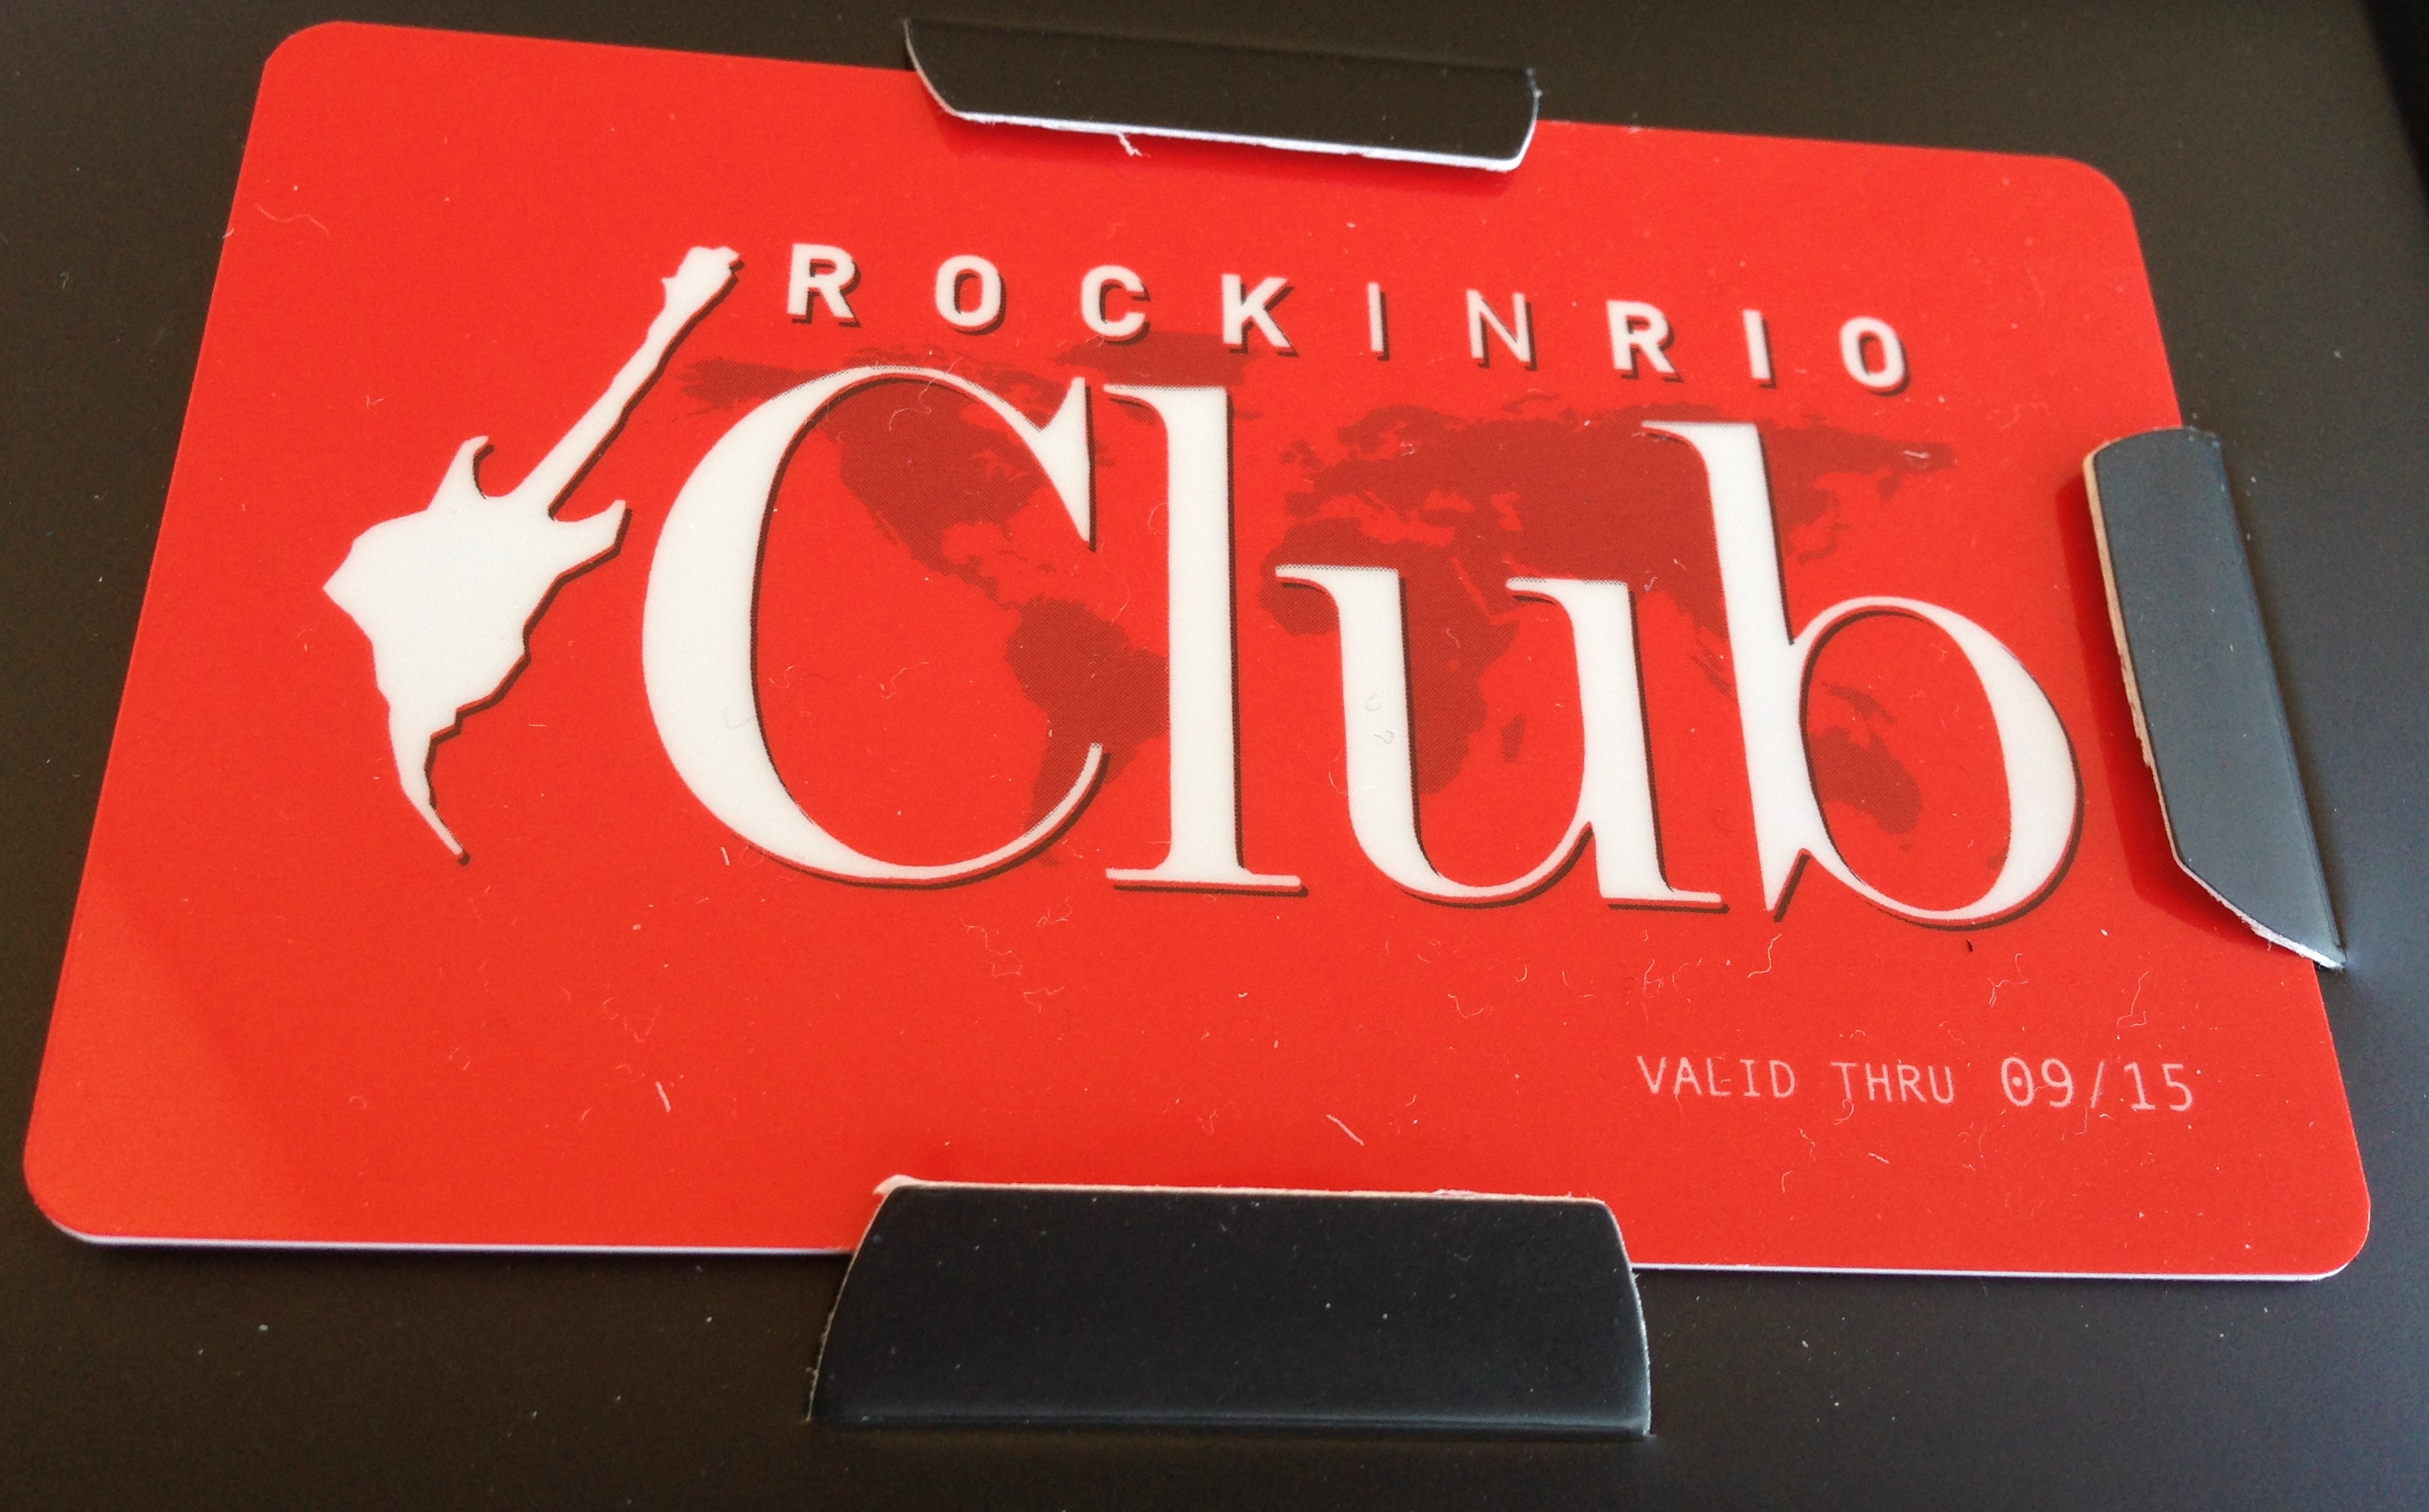 ROCKINRIO
Club
VALID THRU 09/15